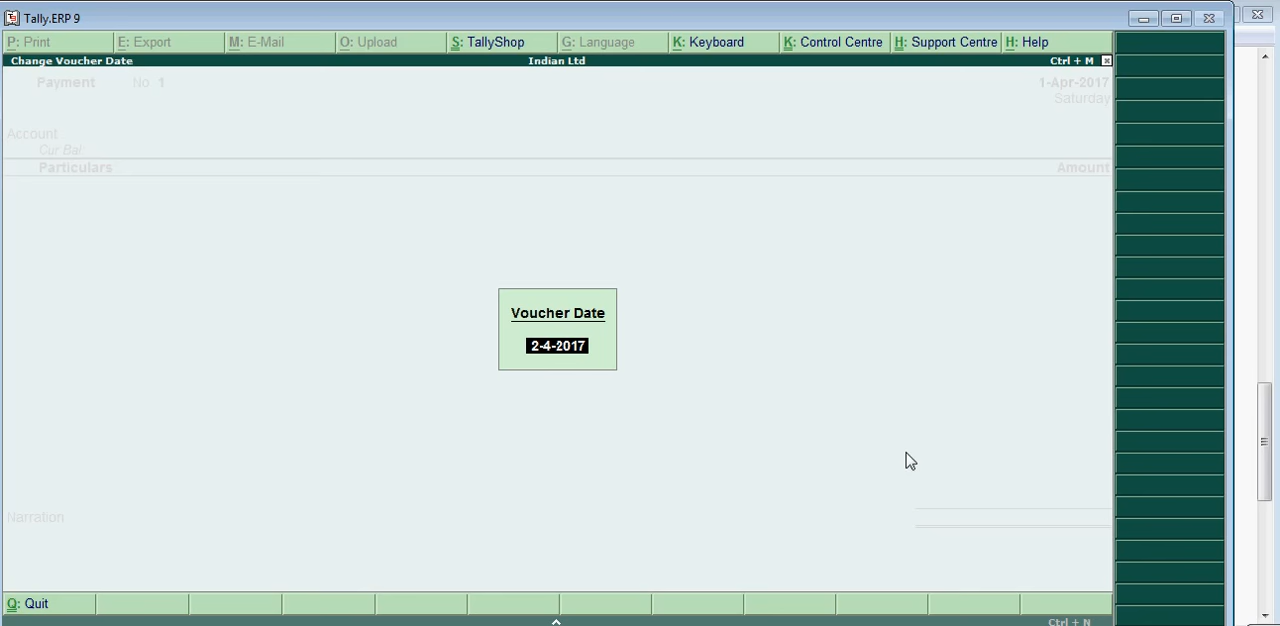 Tally.ERP 9
P: Print E: Export M: E-Mail O: Upload S: TallyShop G: Language K: Keyboard K: Control Centre H: Support Centre H: Help
Change Voucher Date Indian Ltd Ctrl + M
Payment No. 1 1-Apr-2017
Saturday
Account
Cur Bal
Particulars Amount
Voucher Date
2-4-2017
Narration
Q: Quit
Ctrl + N